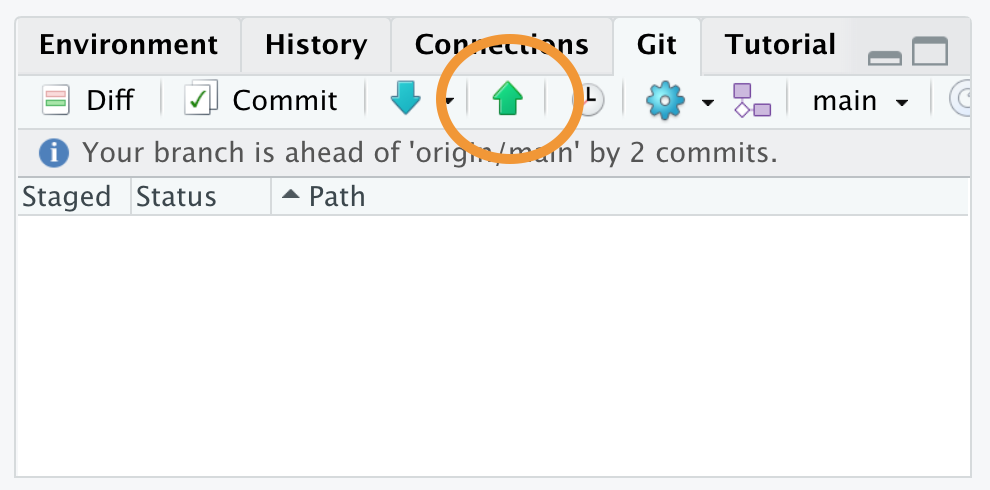 Environment History Connections Git Tutorial
Diff Commit main
Your branch is ahead of 'origin/main' by 2 commits.
Staged Status Path